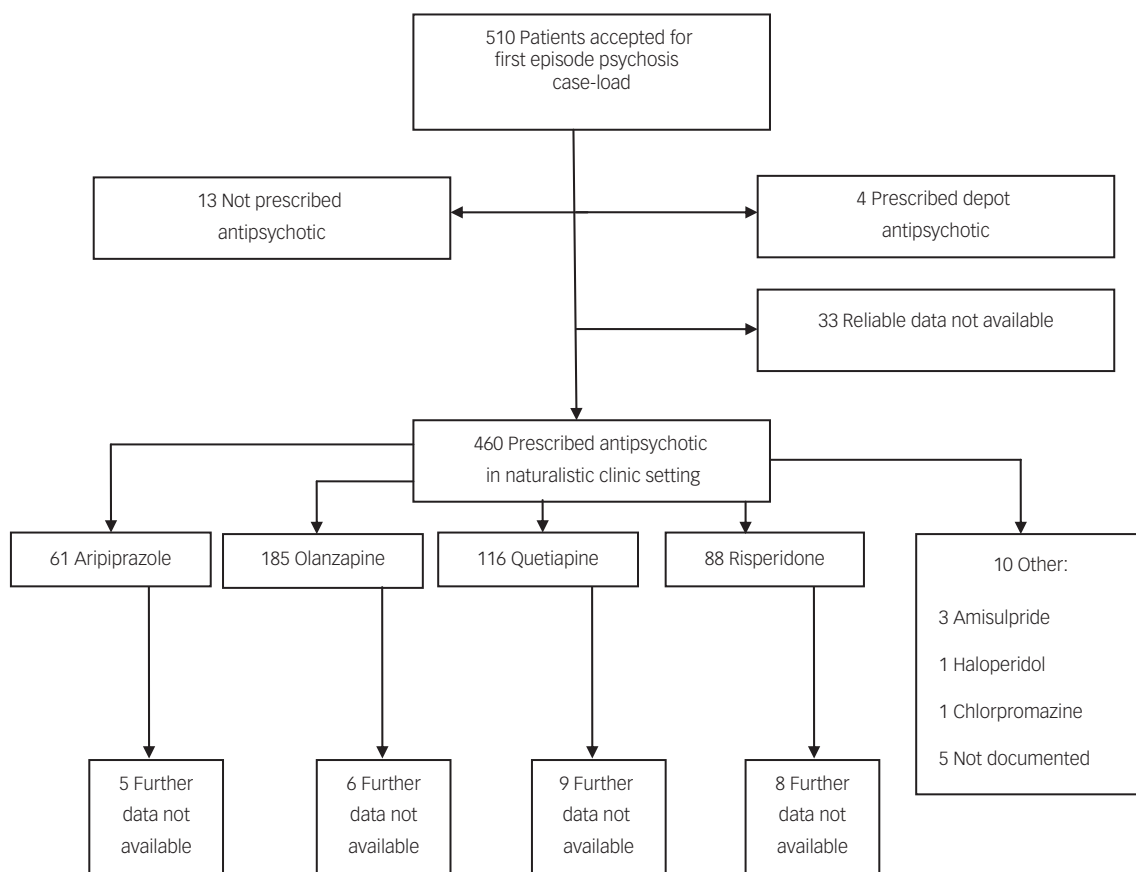 510 Patients accepted for
first episode psychosis
case-load
13 Not prescribed
antipsychotic
4 Prescribed depot
antipsychotic
33 Reliable data not available
460 Prescribed antipsychotic
in naturalistic clinic setting
61 Aripiprazole
185 Olanzapine
116 Quetiapine
88 Risperidone
10 Other:
3 Amisulpride
1 Haloperidol
1 Chlorpromazine
5 Not documented
5 Further
data not
available
6 Further
data not
available
9 Further
data not
available
8 Further
data not
available